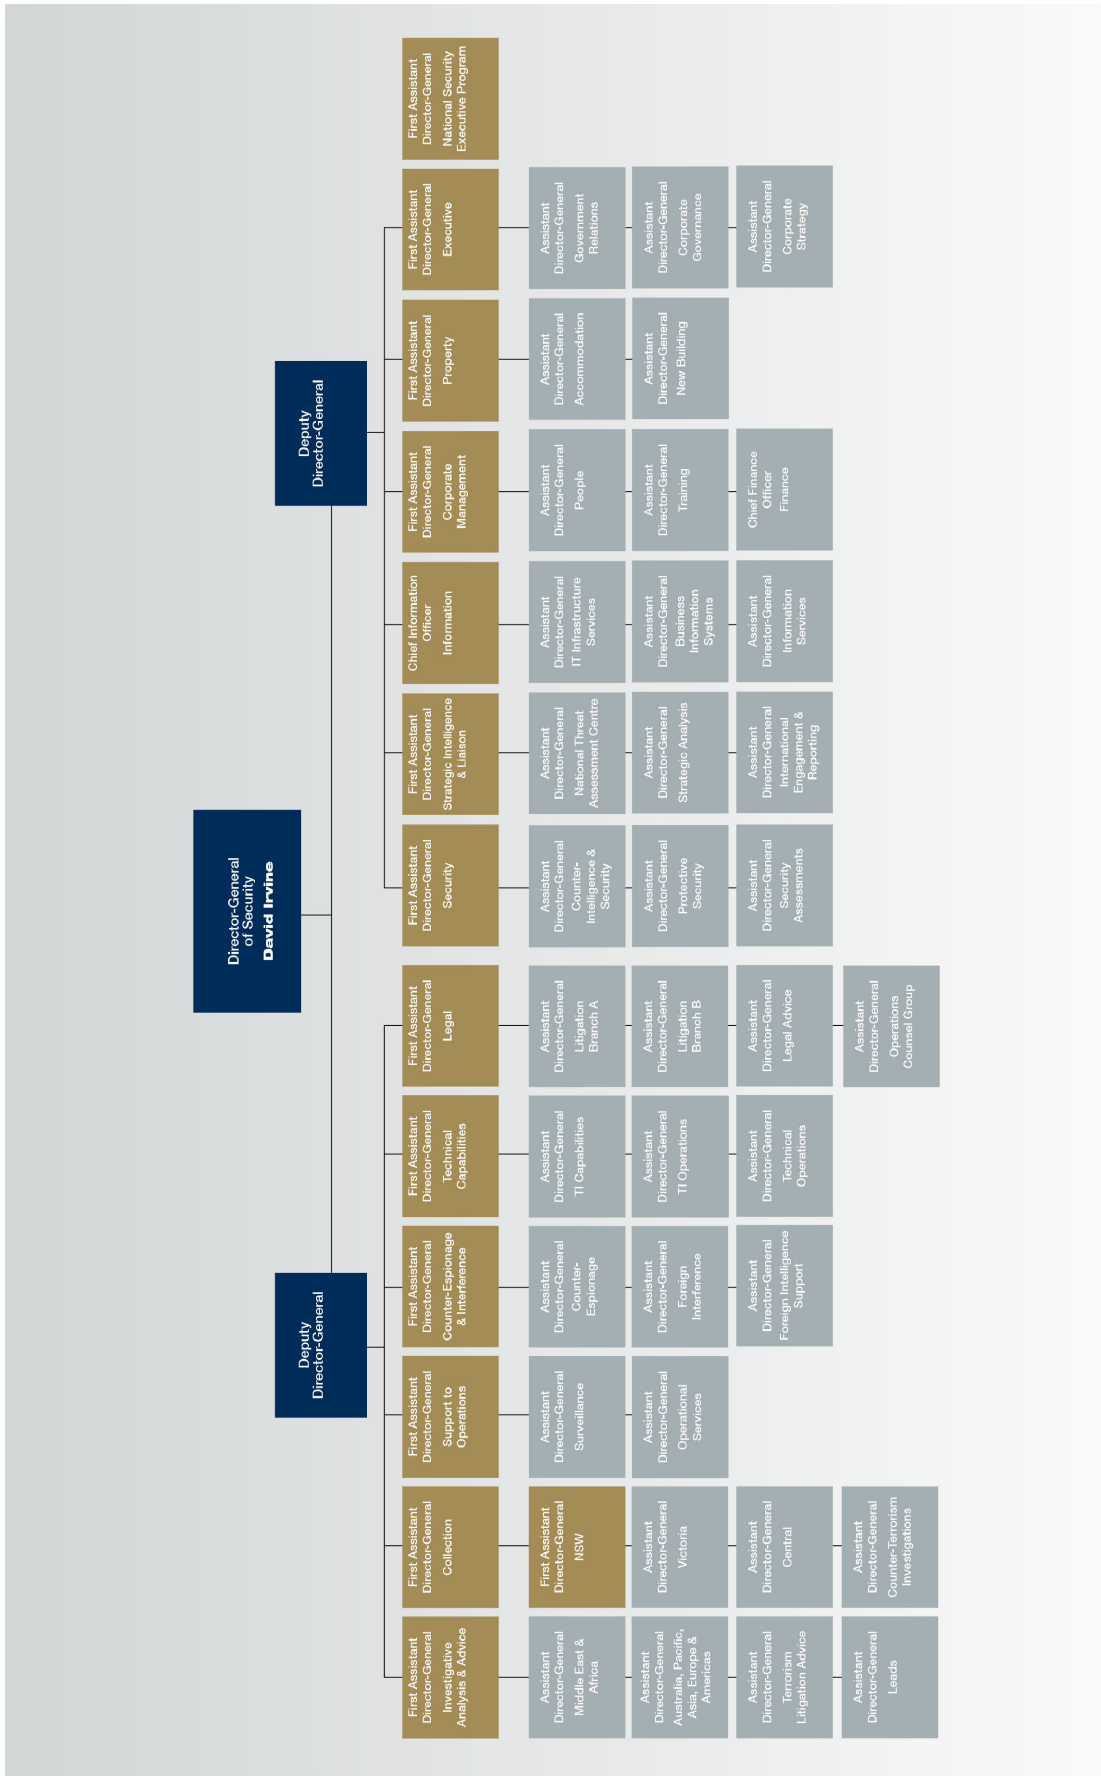 Director-General
of Security
David Irvine
Deputy
Director-General
Deputy
Director-General
First Assistant
Director-General
Investigative
Analysis & Advice
First Assistant
Director-General
Collection
First Assistant
Director-General
Support to
Operations
First Assistant
Director-General
Counter-Espionage
& Interference
First Assistant
Director-General
Technical
Capabilities
First Assistant
Director-General
Legal
First Assistant
Director-General
Security
First Assistant
Director-General
Strategic Intelligence
& Liaison
Chief Information
Officer
Information
First Assistant
Director-General
Corporate
Management
First Assistant
Director-General
Property
First Assistant
Director-General
Executive
First Assistant
Director-General
National Security
Executive Program
Assistant
Director-General
Middle East &
Africa
First Assistant
Director-General
NSW
Assistant
Director-General
Surveillance
Assistant
Director-General
Counter-
Espionage
Assistant
Director-General
TI Capabilities
Assistant
Director-General
Litigation
Branch A
Assistant
Director-General
Counter-
Intelligence &
Security
Assistant
Director-General
National Threat
Assessment Centre
Assistant
Director-General
IT Infrastructure
Services
Assistant
Director-General
People
Assistant
Director-General
Accommodation
Assistant
Director-General
Government
Relations
Assistant
Director-General
Australia, Pacific,
Asia, Europe &
Americas
Assistant
Director-General
Victoria
Assistant
Director-General
Operational
Services
Assistant
Director-General
Foreign
Interference
Assistant
Director-General
TI Operations
Assistant
Director-General
Litigation
Branch B
Assistant
Director-General
Protective
Security
Assistant
Director-General
Strategic Analysis
Assistant
Director-General
Business
Information
Systems
Assistant
Director-General
Training
Assistant
Director-General
New Building
Assistant
Director-General
Corporate
Governance
Assistant
Director-General
Terrorism
Litigation Advice
Assistant
Director-General
Central
Assistant
Director-General
Foreign Intelligence
Support
Assistant
Director-General
Technical
Operations
Assistant
Director-General
Legal Advice
Assistant
Director-General
Security
Assessments
Assistant
Director-General
International
Engagement &
Reporting
Assistant
Director-General
Information
Services
Chief Finance
Officer
Finance
Assistant
Director-General
Corporate
Strategy
Assistant
Director-General
Leads
Assistant
Director-General
Counter-Terrorism
Investigations
Assistant
Director-General
Operations
Counsel Group